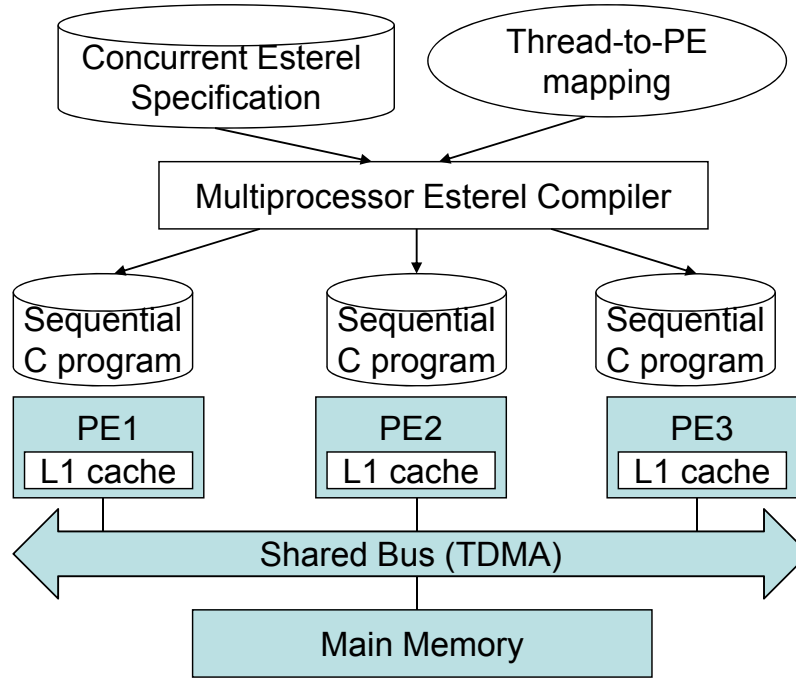 Concurrent Esterel
Specification
Thread-to-PE
mapping
Multiprocessor Esterel Compiler
Sequential
C program
Sequential
C program
Sequential
C program
PE1
L1 cache
PE2
L1 cache
PE3
L1 cache
Shared Bus (TDMA)
Main Memory